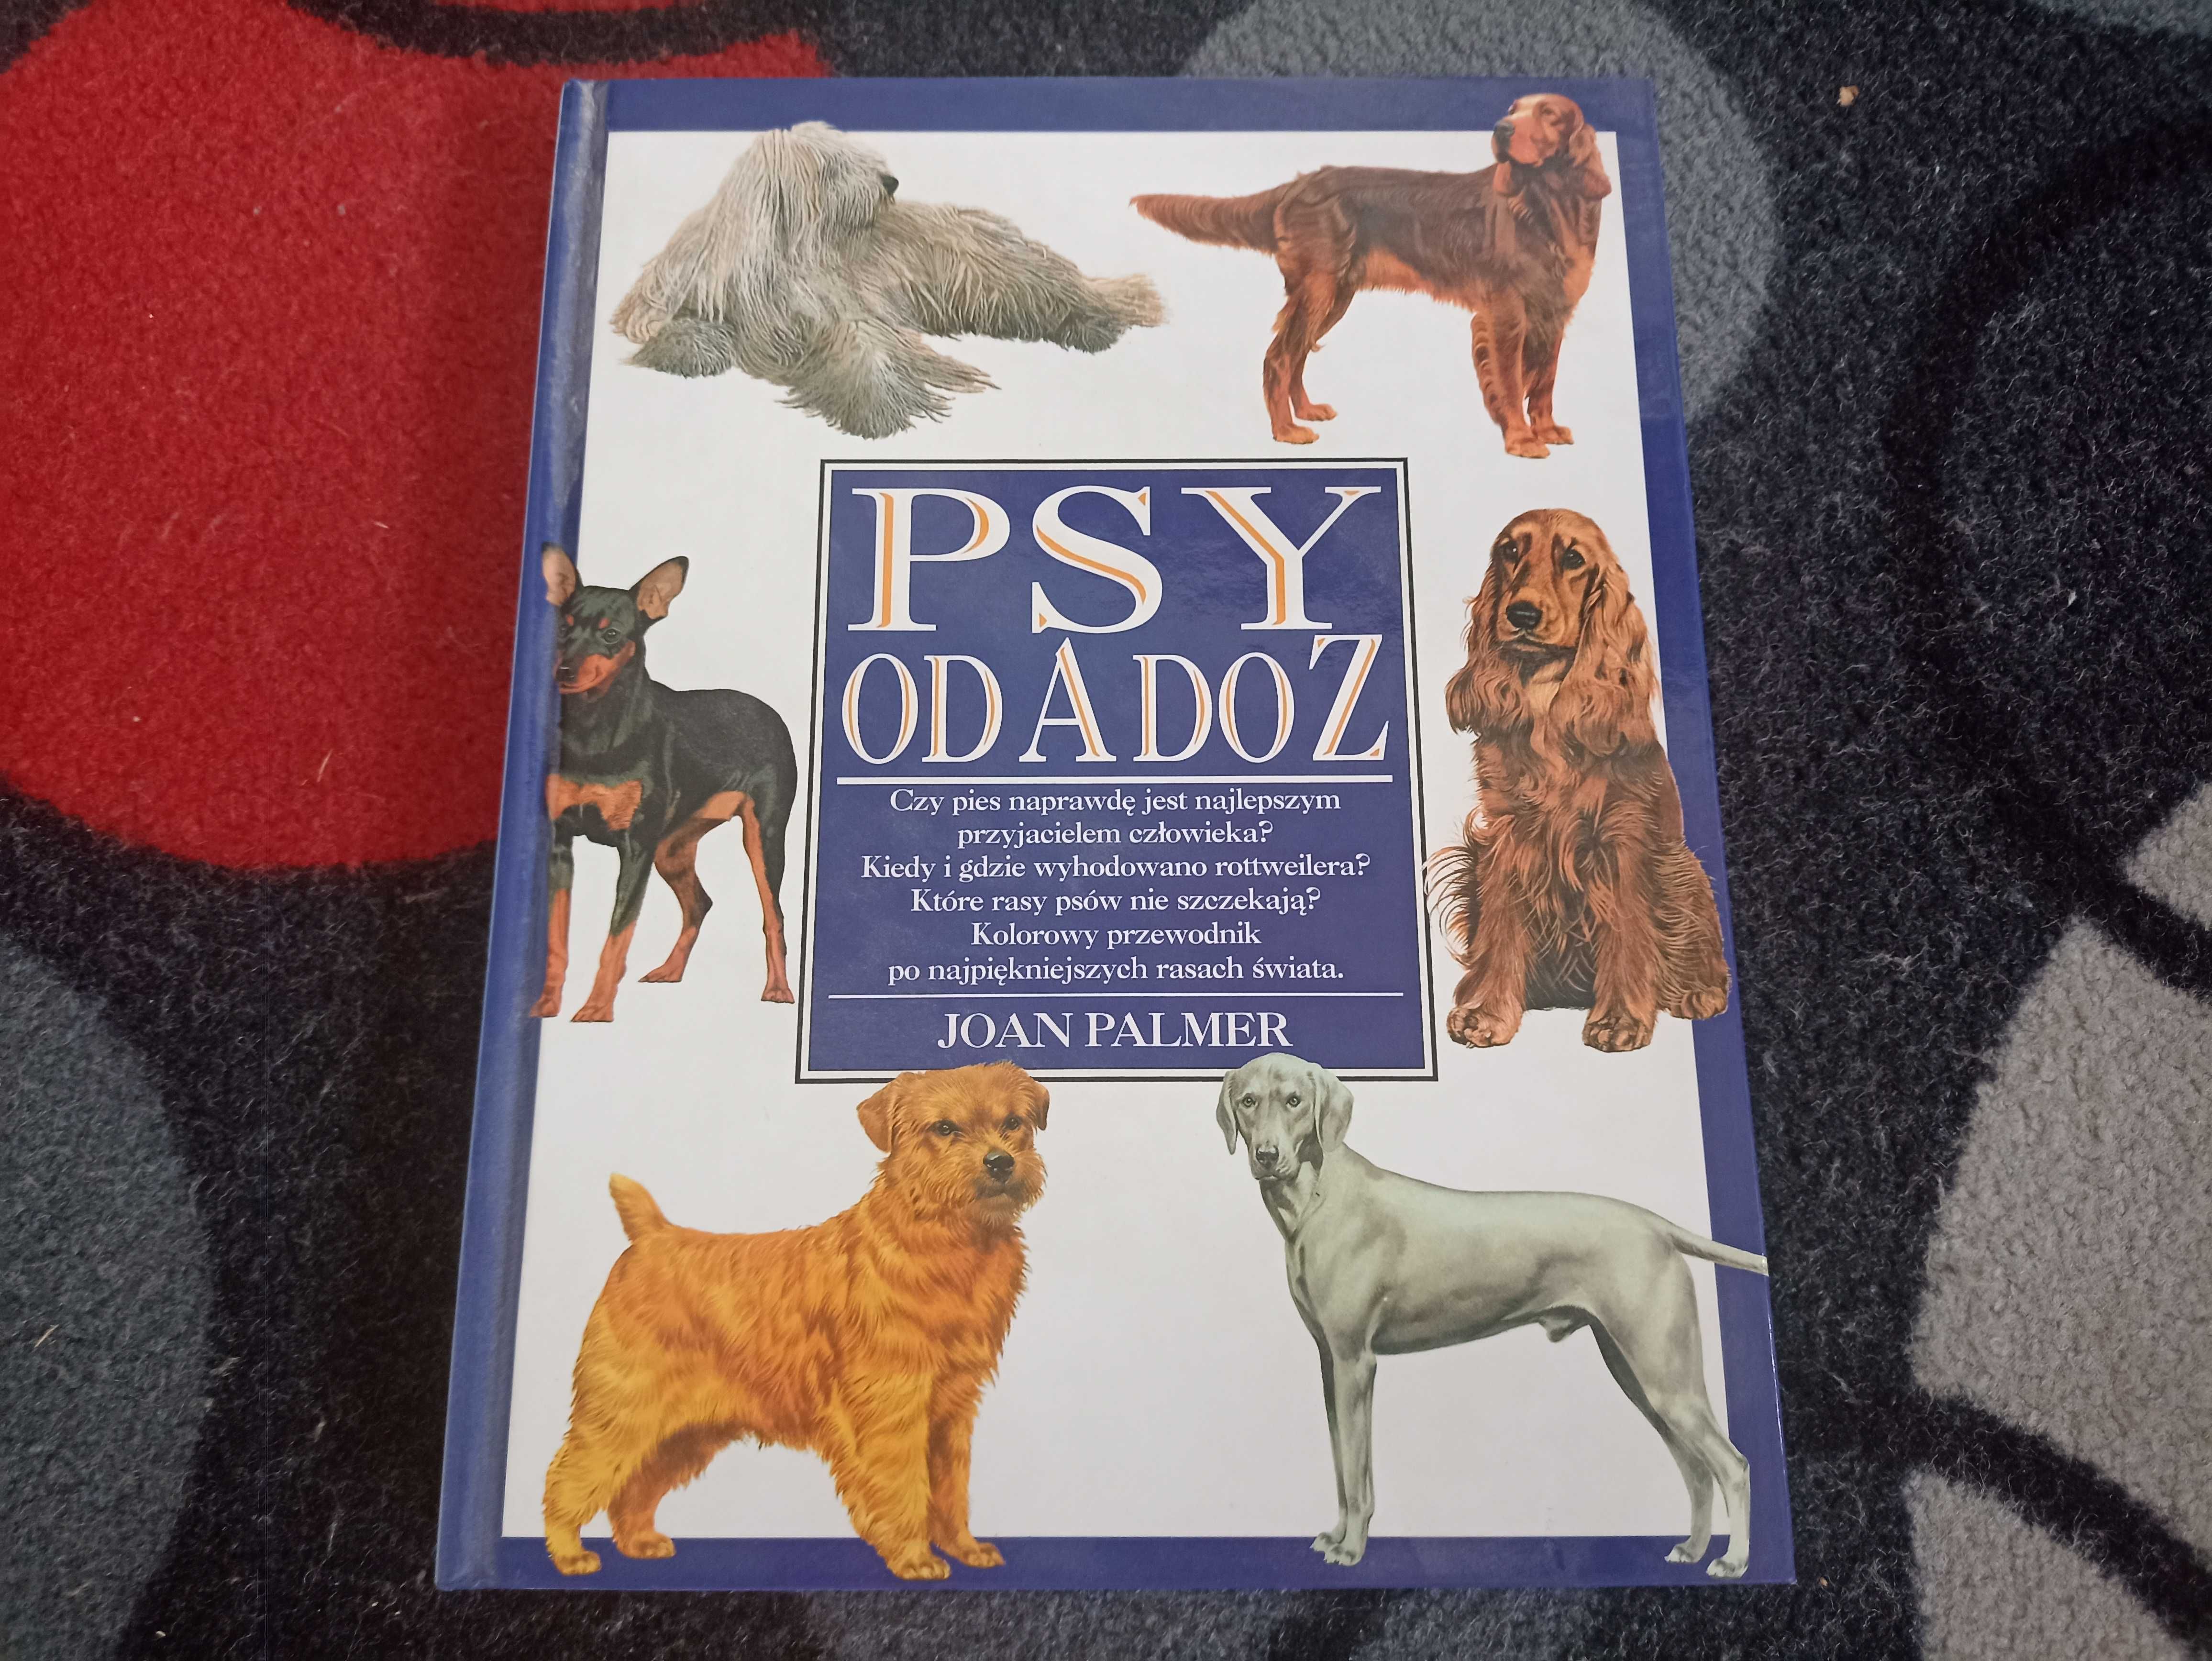 PSY
OD A DO Z
Czy pies naprawdę jest najlepszym
przyjacielem człowieka?
Kiedy i gdzie wyhodowano rottweilera?
Które rasy psów nie szczekają?
Kolorowy przewodnik
po najpiękniejszych rasach świata.
JOAN PALMER